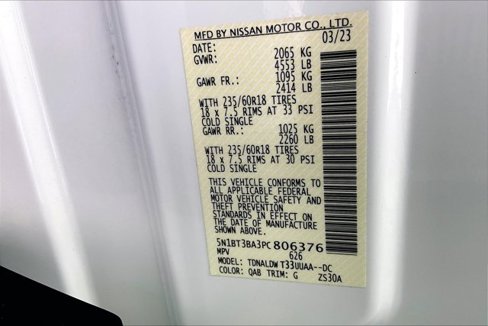 MFD BY NISSAN MOTOR CO., LTD.
DATE: 03/23
GVWR: 2065 KG
4553 LB
GAWR FR.: 1095 KG
2414 LB
WITH 235/60R18 TIRES
18 x 7.5 RIMS AT 33 PSI
COLD SINGLE
GAWR RR.: 1025 KG
2260 LB
WITH 235/60R18 TIRES
18 x 7.5 RIMS AT 30 PSI
COLD SINGLE
THIS VEHICLE CONFORMS TO
ALL APPLICABLE FEDERAL
MOTOR VEHICLE SAFETY AND
THEFT PREVENTION
STANDARDS IN EFFECT ON
THE DATE OF MANUFACTURE
SHOWN ABOVE
5N1BT3BA3PC 806376
MPV 626
MODEL: TDNALDW T33UUAA--DC
COLOR: QAB TRIM: G ZS30A